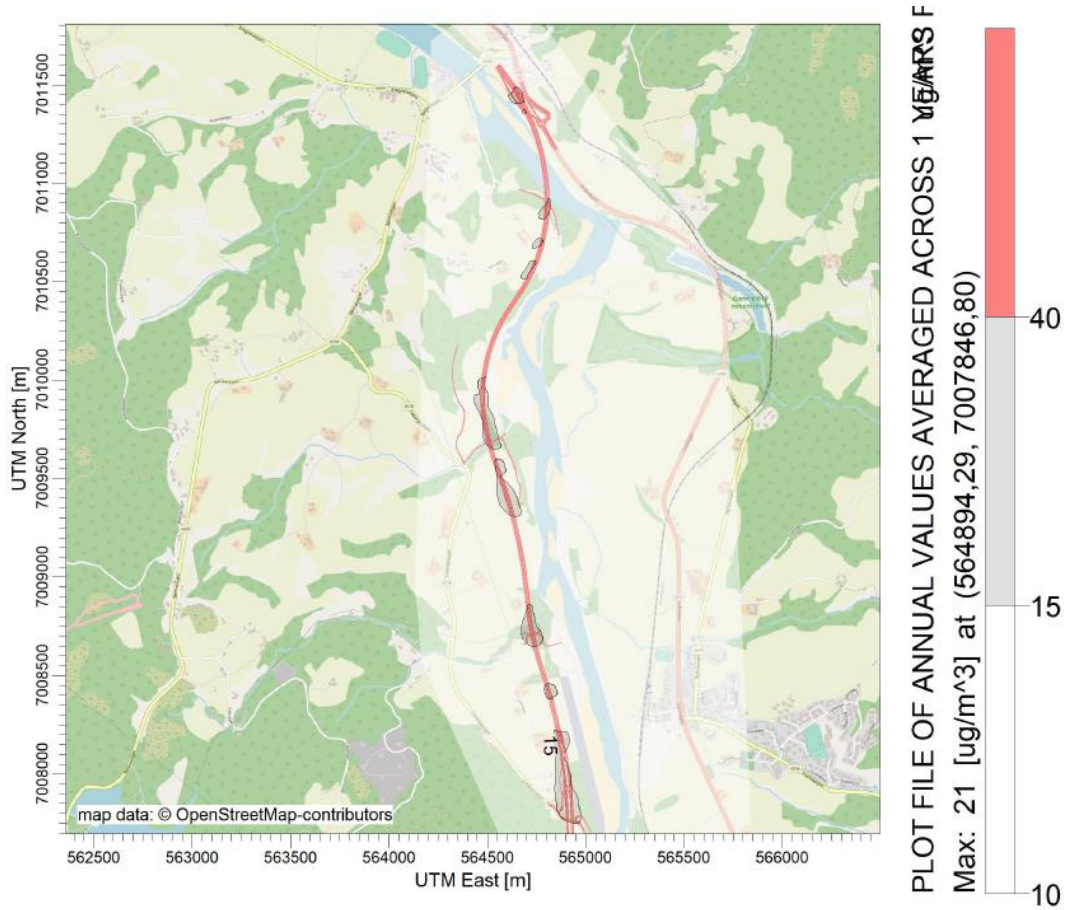 7011500
7011000
7010500
7010000
7009500
7009000
7008500
7008000
UTM North [m]
15
map data: © OpenStreetMap-contributors
562500 563000 563500 564000 564500 565000 565500 566000
UTM East [m]
PLOT FILE OF ANNUAL VALUES AVERAGED ACROSS 1 YEARS F
ug/m^3
Max: 21 [ug/m^3] at (564894,29, 7007846,80)
40
15
10